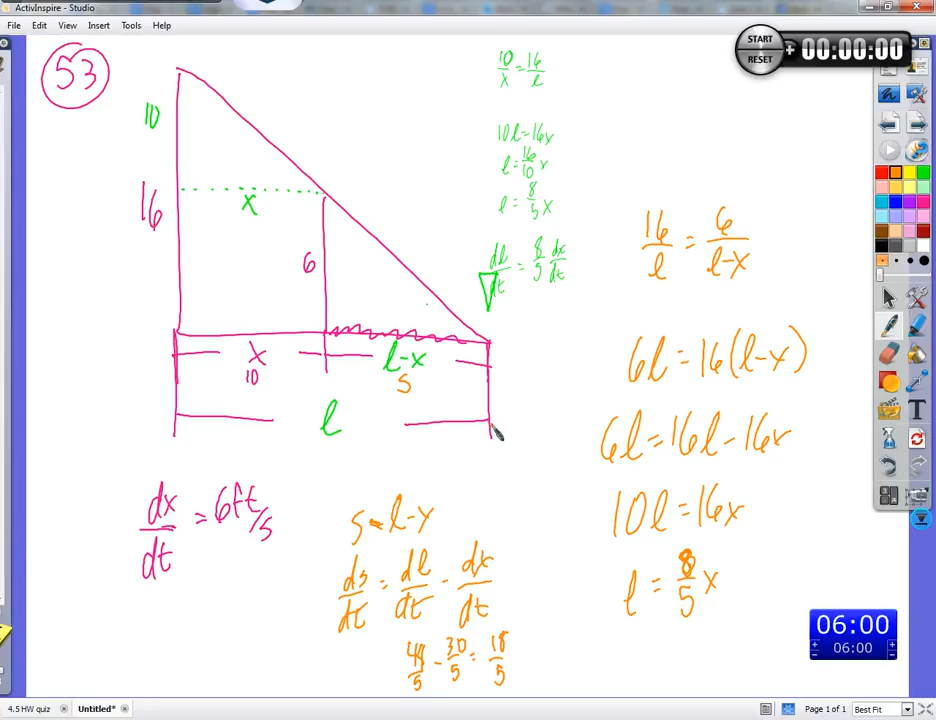 ActivInspire - Studio
File Edit View Insert Tools Help
START
RESET
00:00:00
53
10
16
x
6
x
10
l-x
s
l
10/x = 16/l
10l = 16x
l = 16/10 x
l = 8/5 x
dl/dt = 8/5 dx/dt
16/l = 6/l-x
6l = 16(l-x)
6l = 16l - 16x
10l = 16x
l = 8/5 x
dx/dt = 6ft/s
s = l-x
ds/dt = dl/dt - dx/dt
48/5 - 30/5 = 18/5
06:00
06:00
4.5 HW quiz
Untitled*
Page 1 of 1
Best Fit